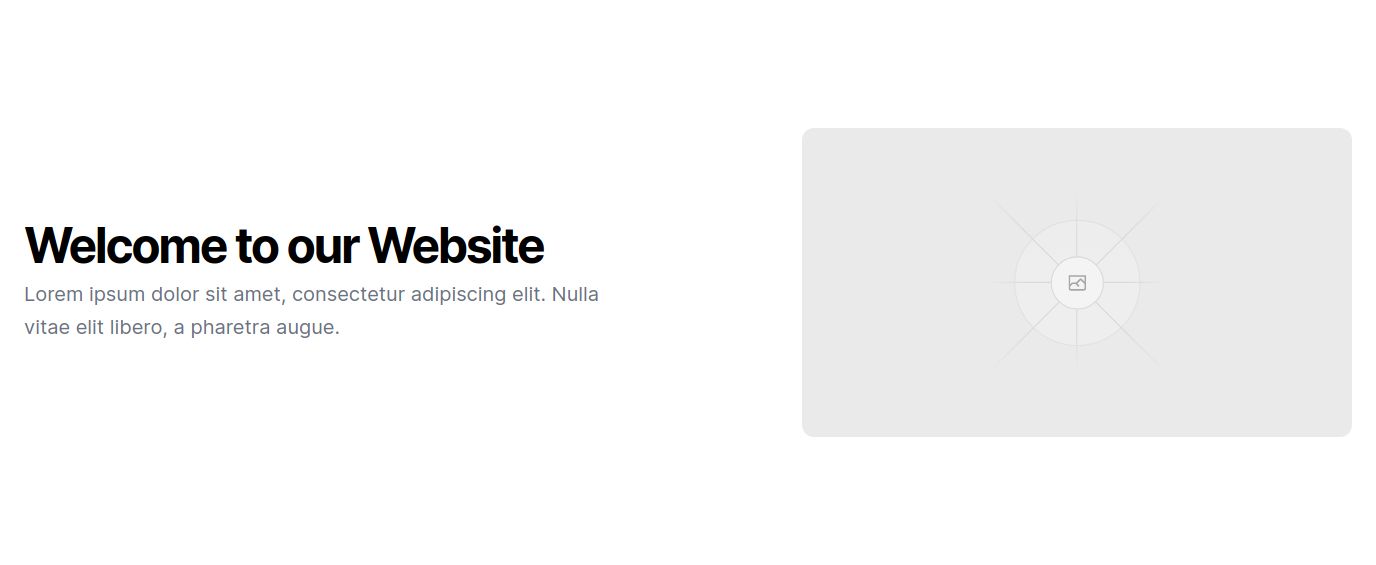 Welcome to our Website
Lorem ipsum dolor sit amet, consectetur adipiscing elit. Nulla
vitae elit libero, a pharetra augue.